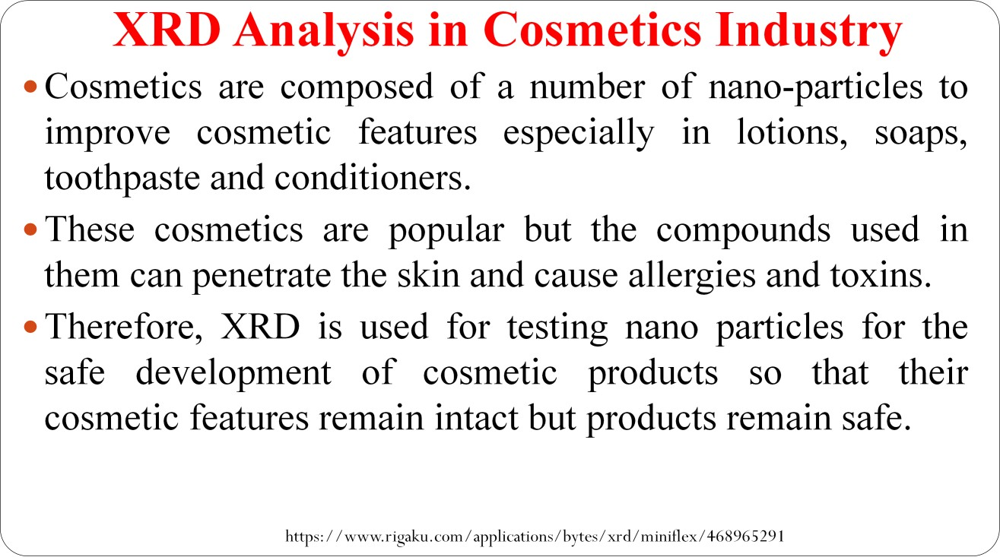 XRD Analysis in Cosmetics Industry
• Cosmetics are composed of a number of nano-particles to
improve cosmetic features especially in lotions, soaps,
toothpaste and conditioners.
• These cosmetics are popular but the compounds used in
them can penetrate the skin and cause allergies and toxins.
• Therefore, XRD is used for testing nano particles for the
safe development of cosmetic products so that their
cosmetic features remain intact but products remain safe.
https://www.rigaku.com/applications/bytes/xrd/miniflex/468965291